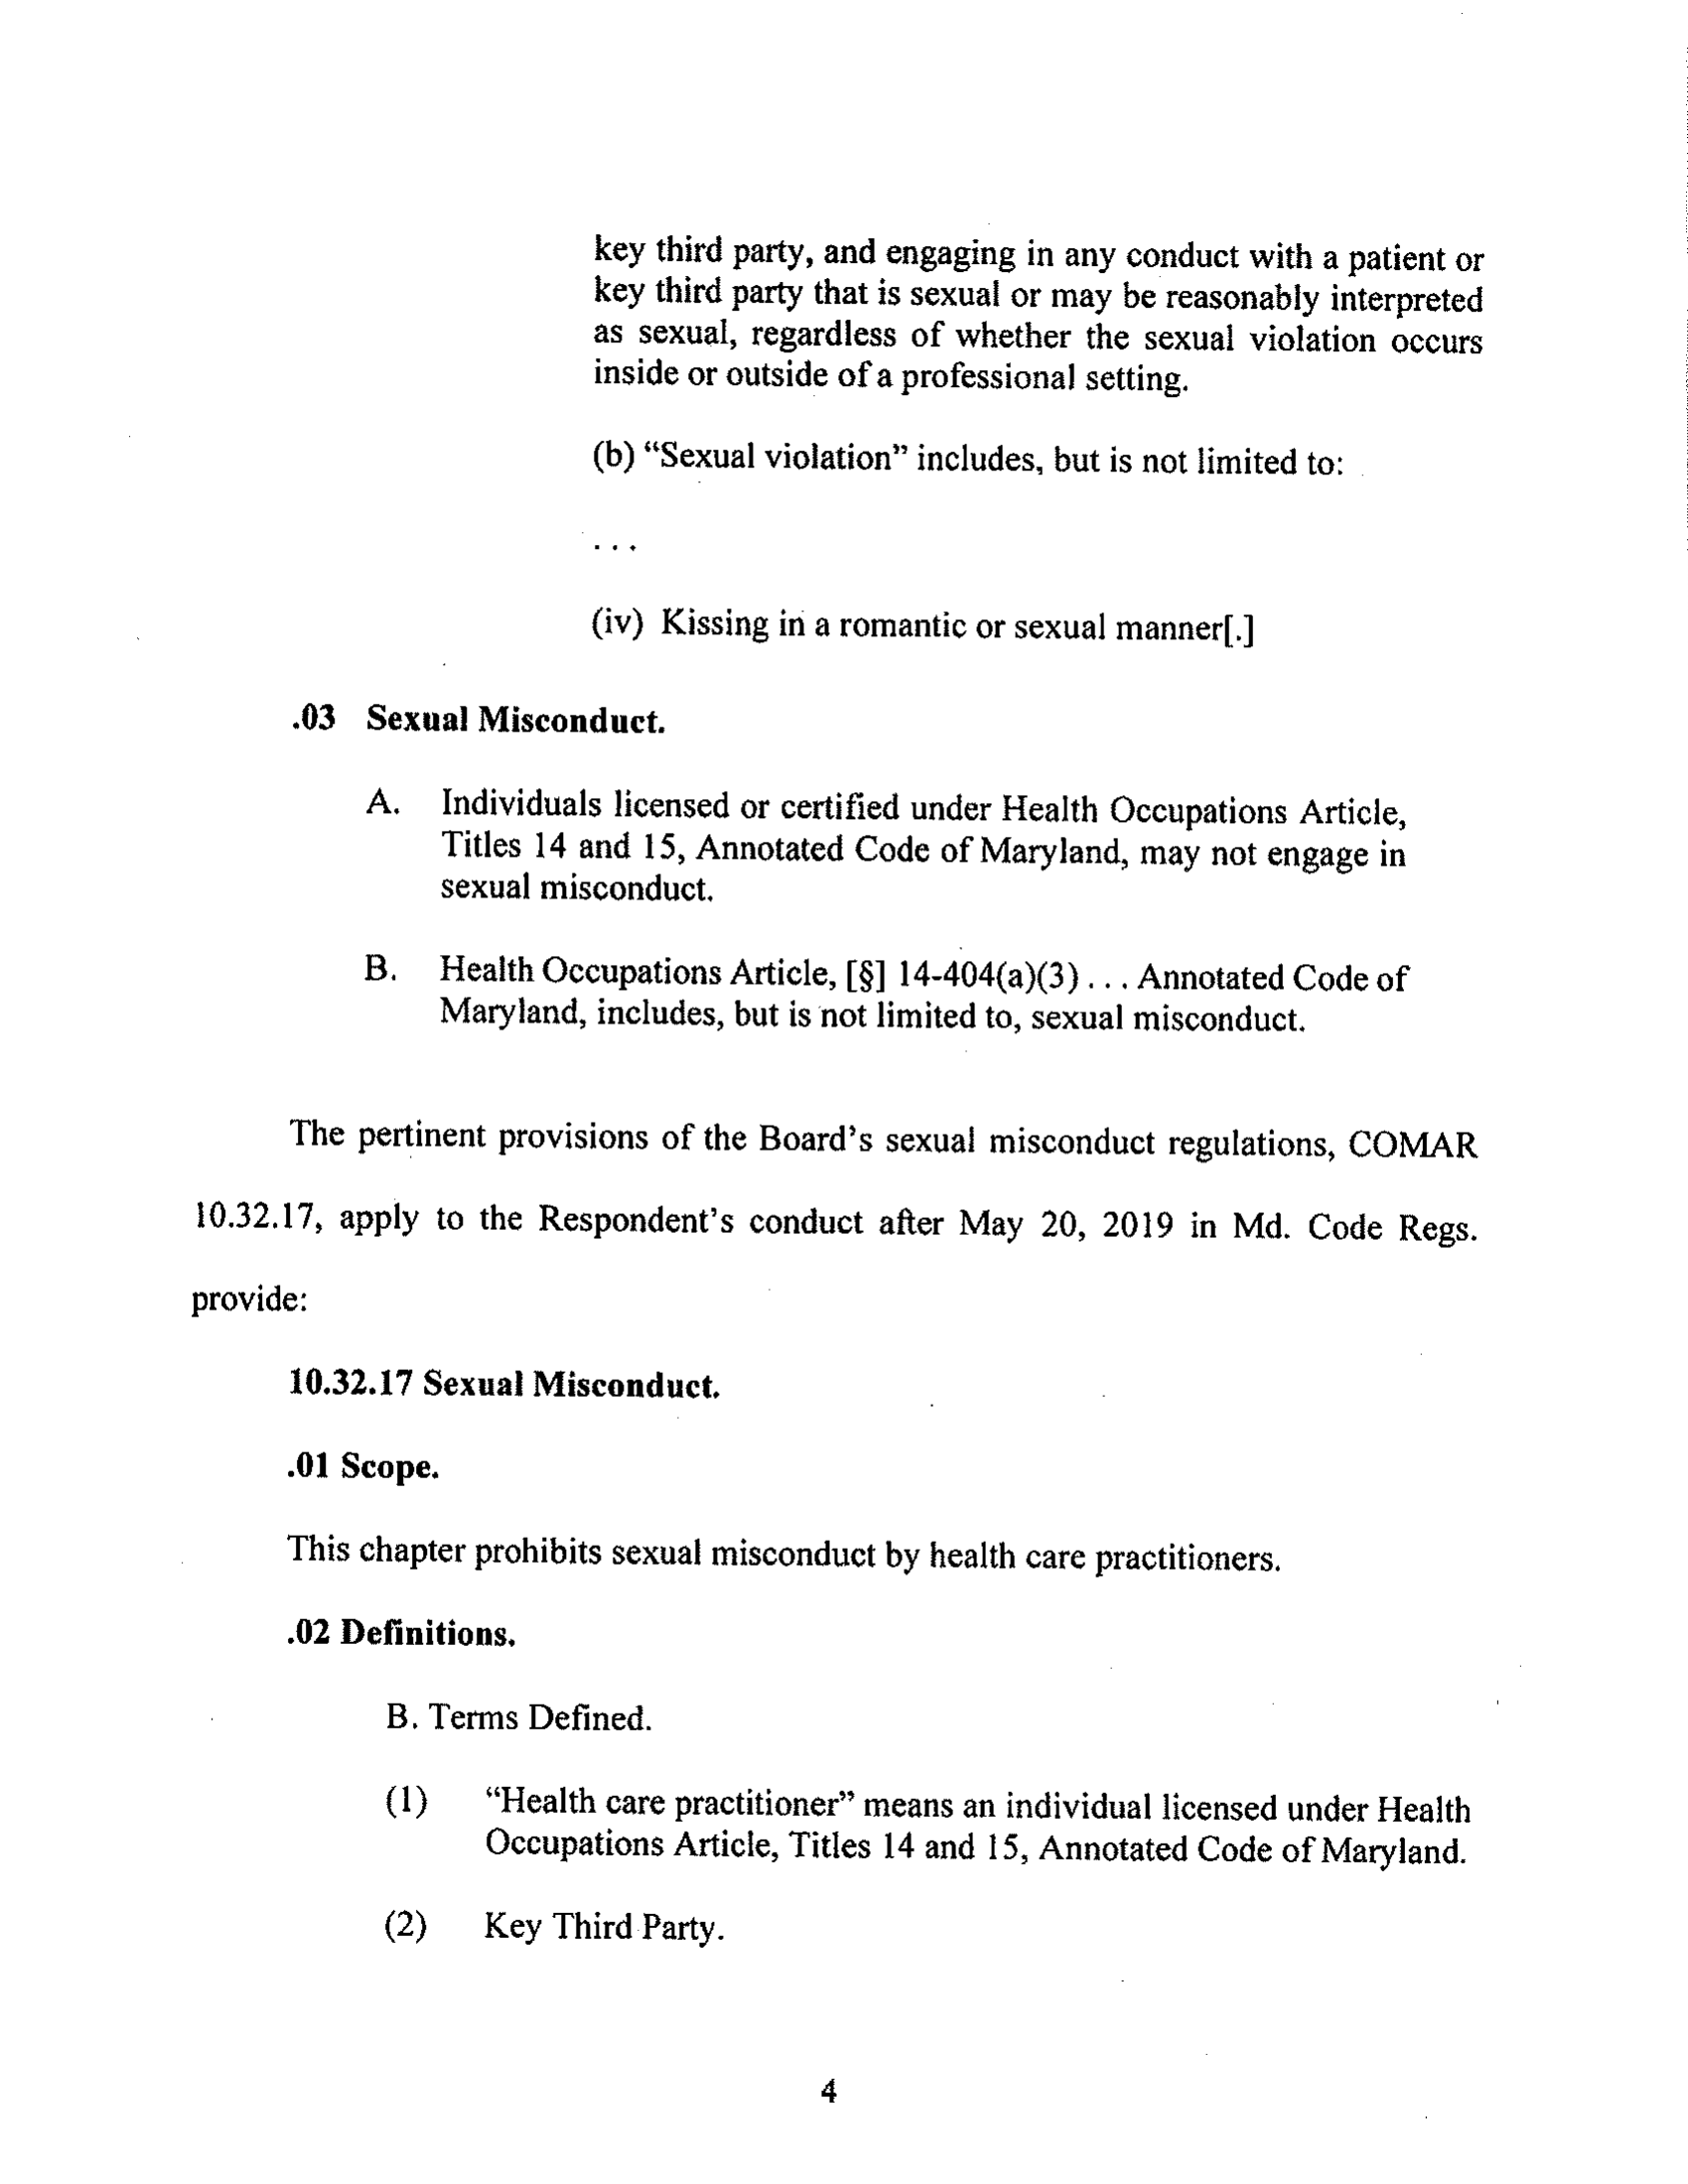 key third party, and engaging in any conduct with a patient or
key third party that is sexual or may be reasonably interpreted
as sexual, regardless of whether the sexual violation occurs
inside or outside of a professional setting.
(b) “Sexual violation” includes, but is not limited to:
. . .
(iv) Kissing in a romantic or sexual manner[.]
.03 Sexual Misconduct.
A. Individuals licensed or certified under Health Occupations Article,
Titles 14 and 15, Annotated Code of Maryland, may not engage in
sexual misconduct.
B. Health Occupations Article, [§] 14-404(a)(3) . . . Annotated Code of
Maryland, includes, but is not limited to, sexual misconduct.
The pertinent provisions of the Board’s sexual misconduct regulations, COMAR
10.32.17, apply to the Respondent’s conduct after May 20, 2019 in Md. Code Regs.
provide:
10.32.17 Sexual Misconduct.
.01 Scope.
This chapter prohibits sexual misconduct by health care practitioners.
.02 Definitions.
B. Terms Defined.
(1) “Health care practitioner” means an individual licensed under Health
Occupations Article, Titles 14 and 15, Annotated Code of Maryland.
(2) Key Third Party.
4